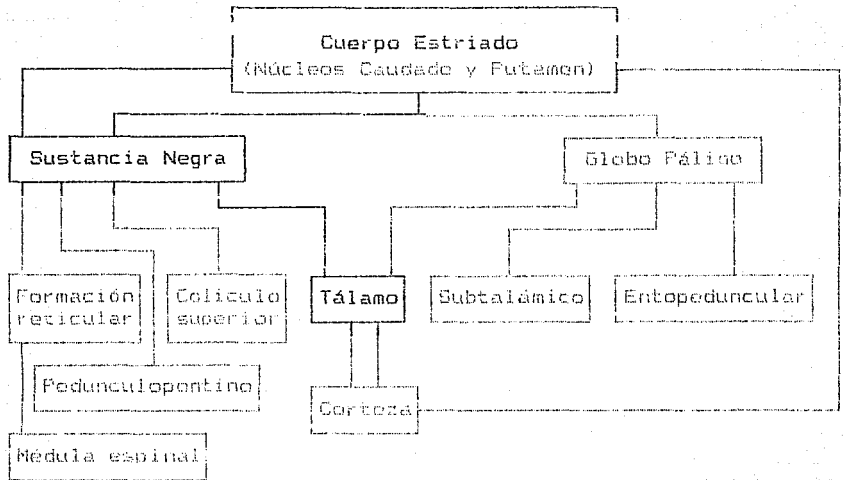 Cuerpo Estriado
(Núcleos Caudado y Putamen)
Sustancia Negra
Globo Pálido
Formación
reticular
Colículo
superior
Tálamo
Subtalámico
Entopeduncular
Pedunculopontino
Corteza
Médula espinal